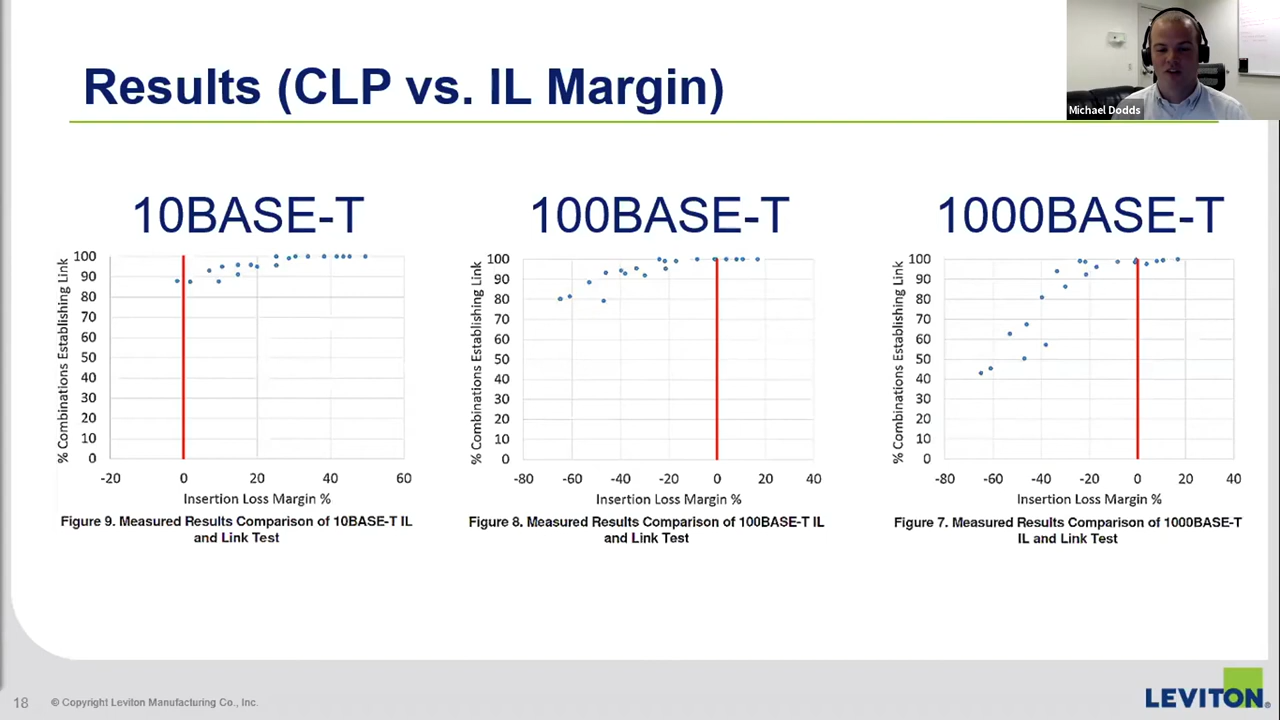 Results (CLP vs. IL Margin)
Michael Dodds
10BASE-T
100BASE-T
1000BASE-T
% Combinations Establishing Link
100
90
80
70
60
50
40
30
20
10
0
-20
0
20
40
60
Insertion Loss Margin %
Figure 9. Measured Results Comparison of 10BASE-T IL
and Link Test
% Combinations Establishing Link
100
90
80
70
60
50
40
30
20
10
0
-80
-60
-40
-20
0
20
40
Insertion Loss Margin %
Figure 8. Measured Results Comparison of 100BASE-T IL
and Link Test
% Combinations Establishing Link
100
90
80
70
60
50
40
30
20
10
0
-80
-60
-40
-20
0
20
40
Insertion Loss Margin %
Figure 7. Measured Results Comparison of 1000BASE-T
IL and Link Test
18
© Copyright Leviton Manufacturing Co., Inc.
LEVITON®